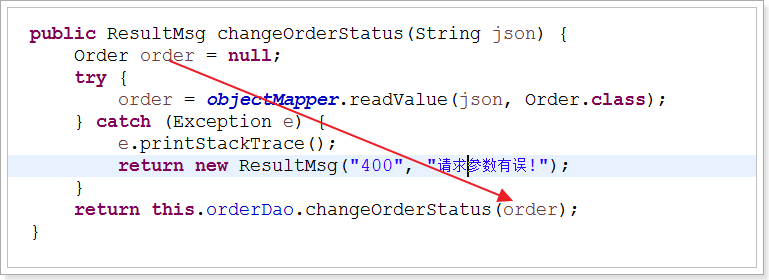 public ResultMsg changeOrderStatus(String json) {
Order order = null;
try {
order = objectMapper.readValue(json, Order.class);
} catch (Exception e) {
e.printStackTrace();
return new ResultMsg("400", "请求参数有误!");
}
return this.orderDao.changeOrderStatus(order);
}